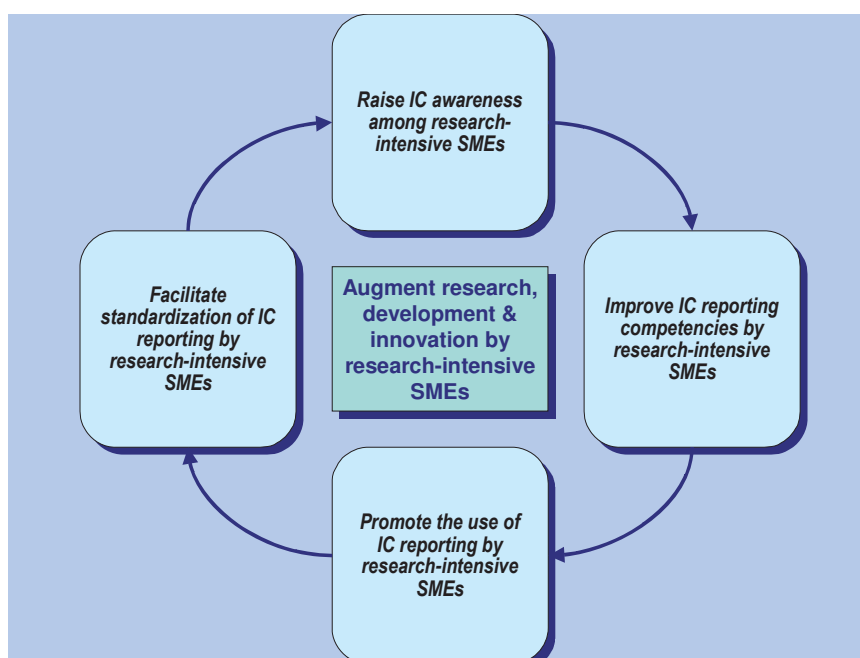 Raise IC awareness
among research-
intensive SMEs
Facilitate
standardization of IC
reporting by
research-intensive
SMEs
Augment research,
development &
innovation by
research-intensive
SMEs
Improve IC reporting
competencies by
research-intensive
SMEs
Promote the use of
IC reporting by
research-intensive
SMEs